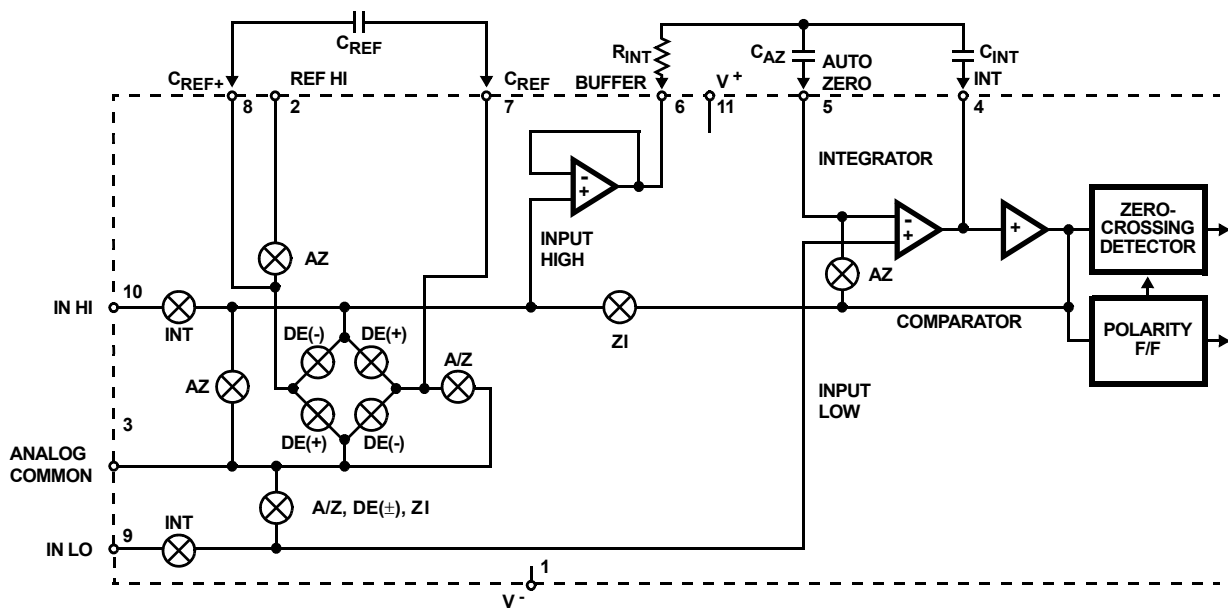 CREF
CREF+
8
REF HI
2
CREF
7
RINT
BUFFER
6
V+
11
CAZ
AUTO
ZERO
5
CINT
INT
4
INTEGRATOR
-
+
-
+
+
ZERO-
CROSSING
DETECTOR
INPUT
HIGH
AZ
AZ
IN HI
10
INT
ZI
COMPARATOR
POLARITY
F/F
DE(-)
DE(+)
A/Z
AZ
INPUT
LOW
3
DE(+)
DE(-)
ANALOG
COMMON
A/Z, DE(±), ZI
IN LO
9
INT
1
V-